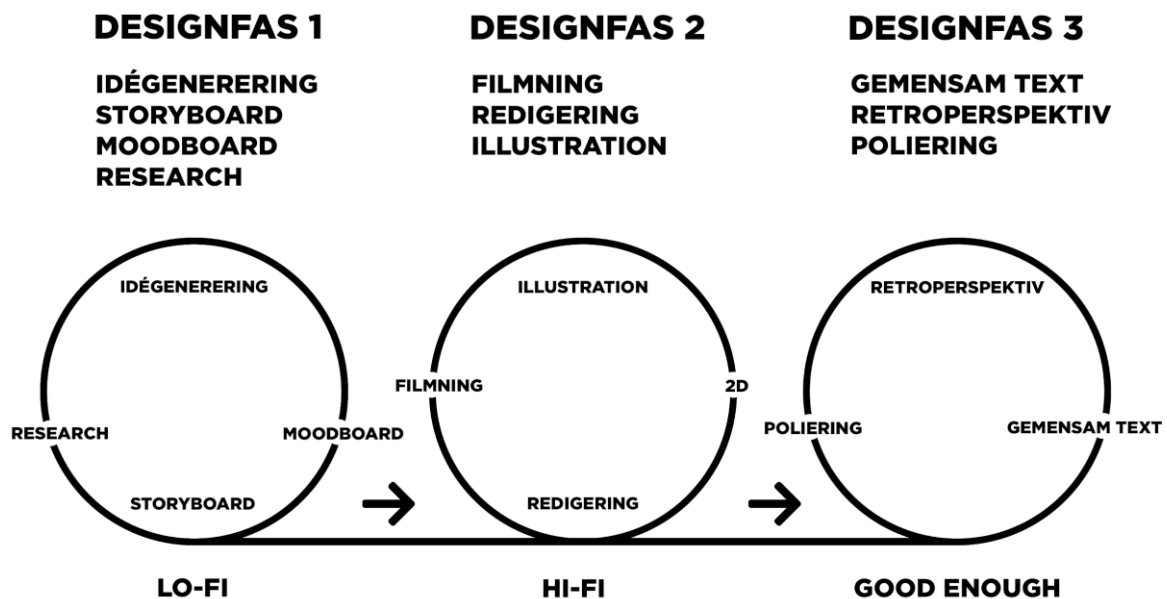 DESIGNFAS 1
IDÉGENERERING
STORYBOARD
MOODBOARD
RESEARCH
DESIGNFAS 2
FILMNING
REDIGERING
ILLUSTRATION
DESIGNFAS 3
GEMENSAM TEXT
RETROPERSPEKTIV
POLIERING
IDÉGENERERING
RESEARCH
MOODBOARD
STORYBOARD
LO-FI
ILLUSTRATION
FILMNING
2D
REDIGERING
HI-FI
RETROPERSPEKTIV
POLIERING
GEMENSAM TEXT
GOOD ENOUGH